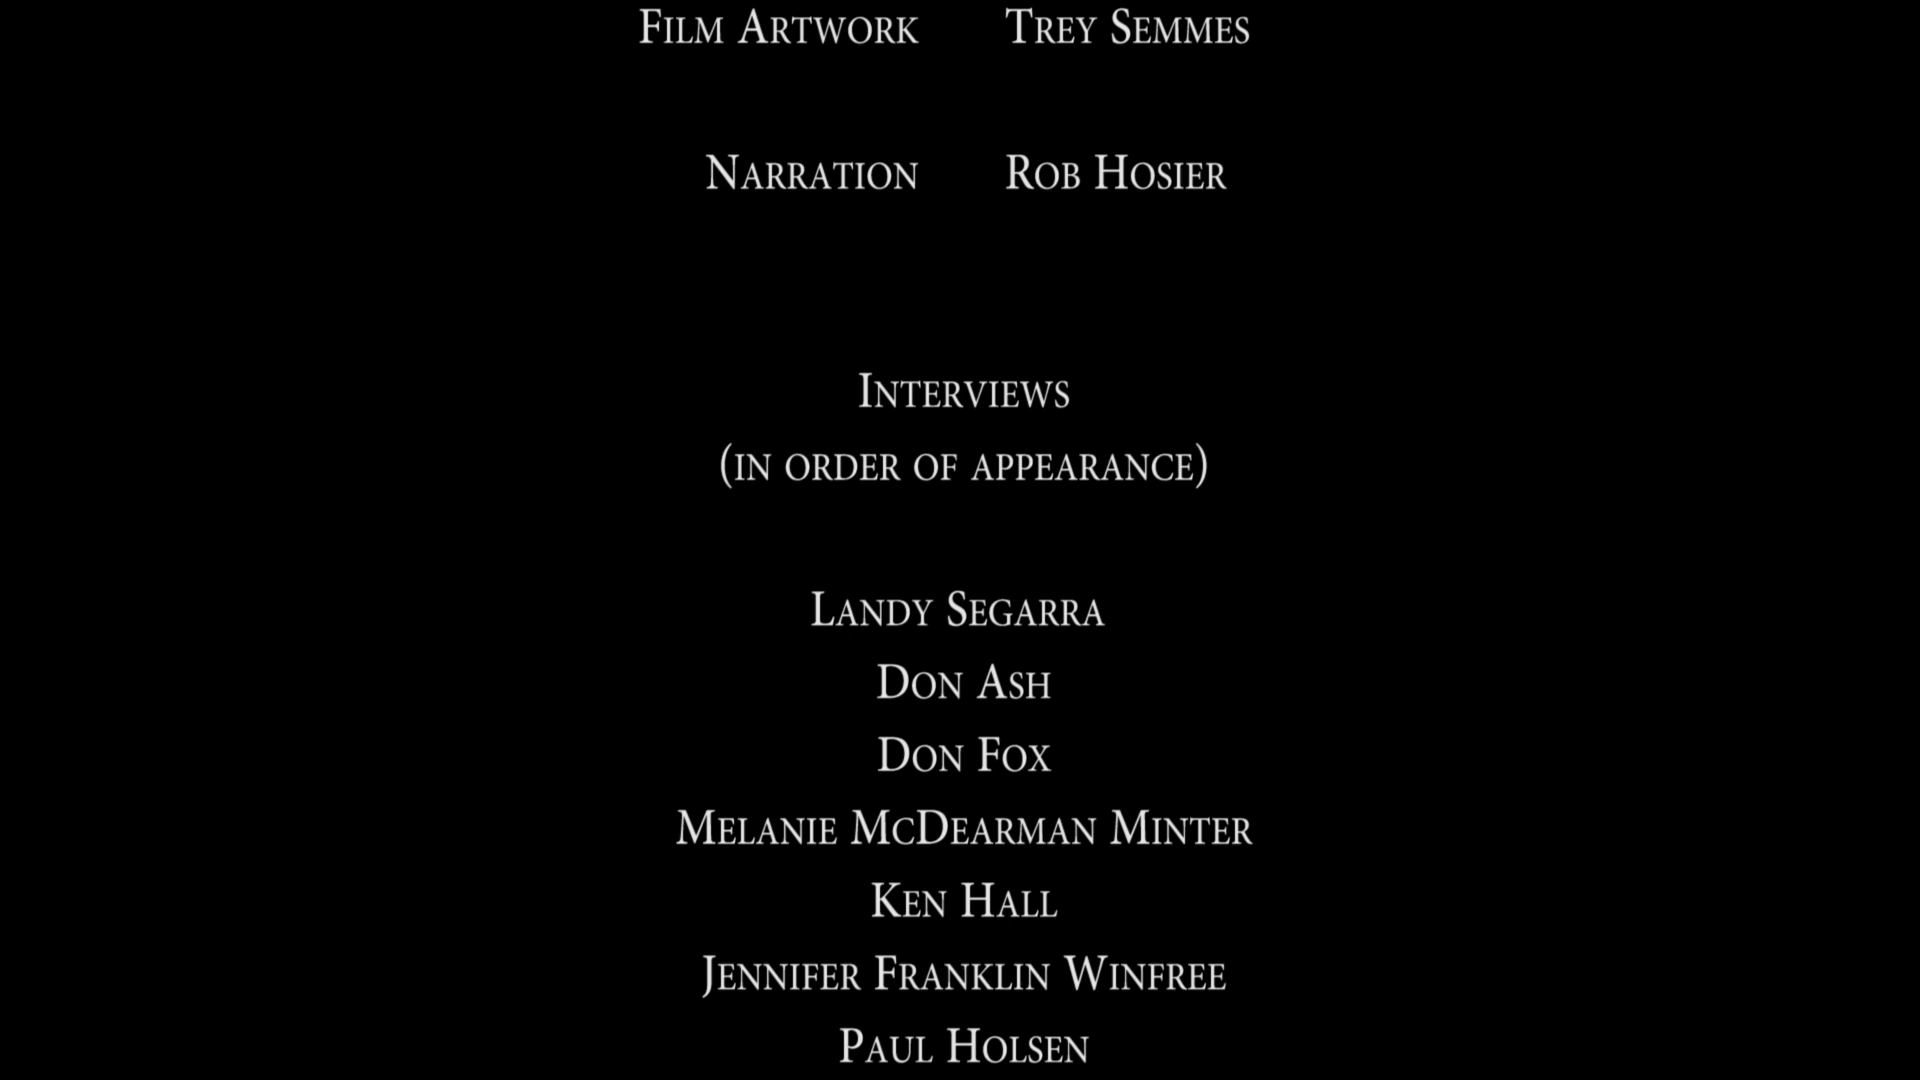 Film Artwork Trey Semmes
Narration Rob Hosier
Interviews
(in order of appearance)
Landy Segarra
Don Ash
Don Fox
Melanie McDearman Minter
Ken Hall
Jennifer Franklin Winfree
Paul Holsen